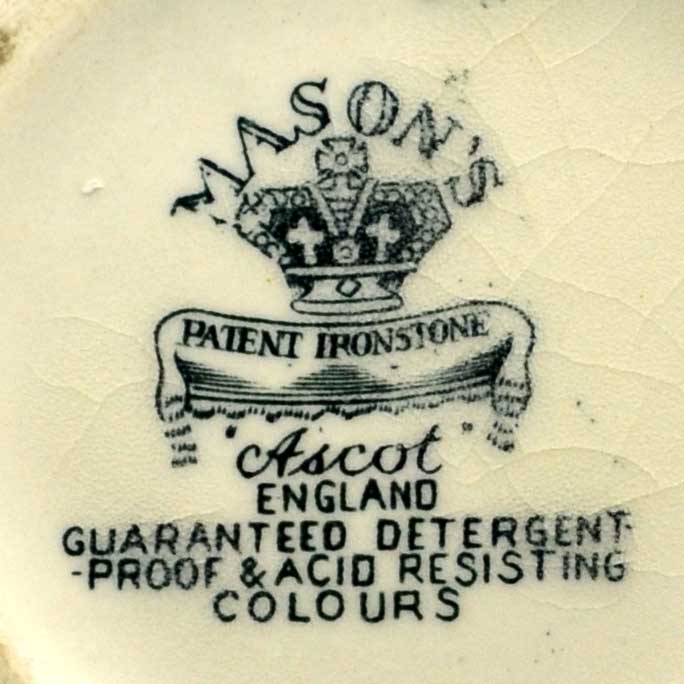 MASON'S
PATENT IRONSTONE
"Ascot"
ENGLAND
GUARANTEED DETERGENT-
-PROOF & ACID RESISTING
COLOURS